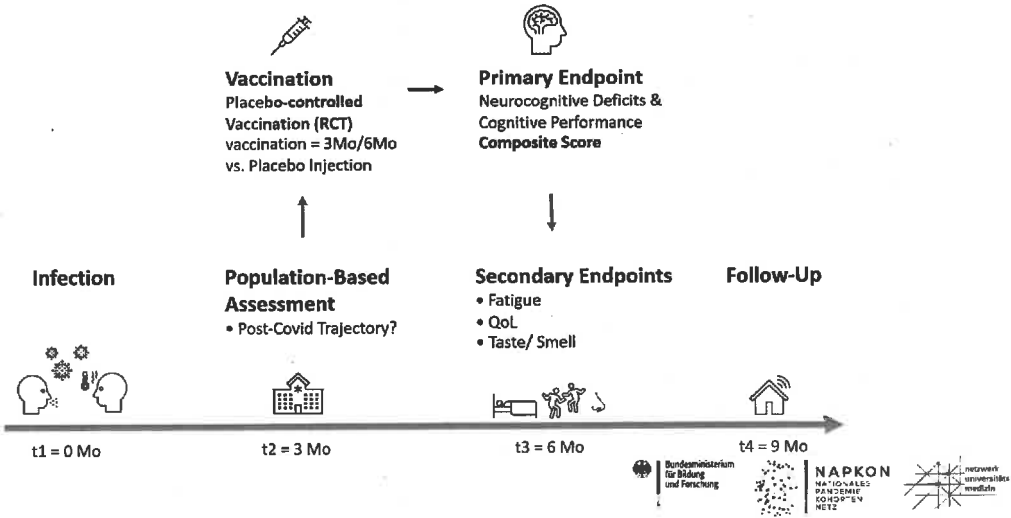 Vaccination
Placebo-controlled
Vaccination (RCT)
vaccination = 3Mo/6Mo
vs. Placebo Injection
Primary Endpoint
Neurocognitive Deficits &
Cognitive Performance
Composite Score
Infection
Population-Based
Assessment
• Post-Covid Trajectory?
Secondary Endpoints
• Fatigue
• QoL
• Taste/ Smell
Follow-Up
t1 = 0 Mo
t2 = 3 Mo
t3 = 6 Mo
t4 = 9 Mo
Bundesministerium
für Bildung
und Forschung
NAPKON
NATIONALES
PANDEMIE
KOHORTEN
NETZ
netzwerk
universitäts
medizin